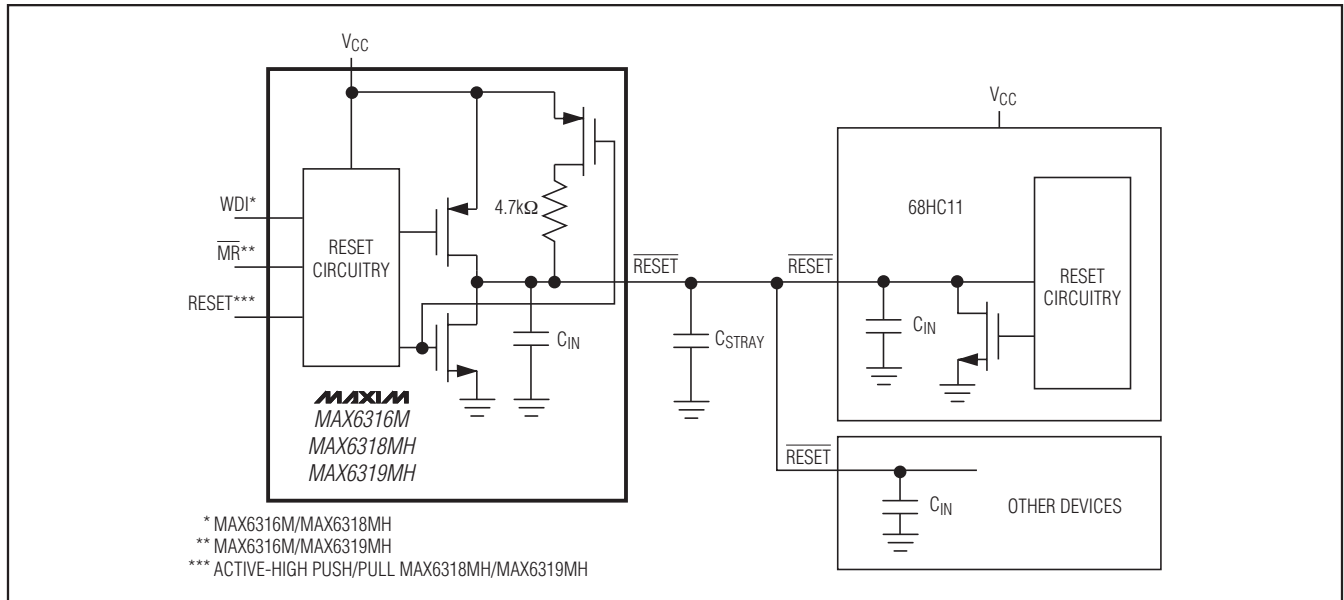 VCC
WDI*
MR**
RESET***
RESET
CIRCUITRY
4.7kΩ
CIN
MAXIM
MAX6316M
MAX6318MH
MAX6319MH
RESET
CSTRAY
RESET
VCC
68HC11
CIN
RESET
CIRCUITRY
RESET
CIN
OTHER DEVICES
* MAX6316M/MAX6318MH
** MAX6316M/MAX6319MH
*** ACTIVE-HIGH PUSH/PULL MAX6318MH/MAX6319MH